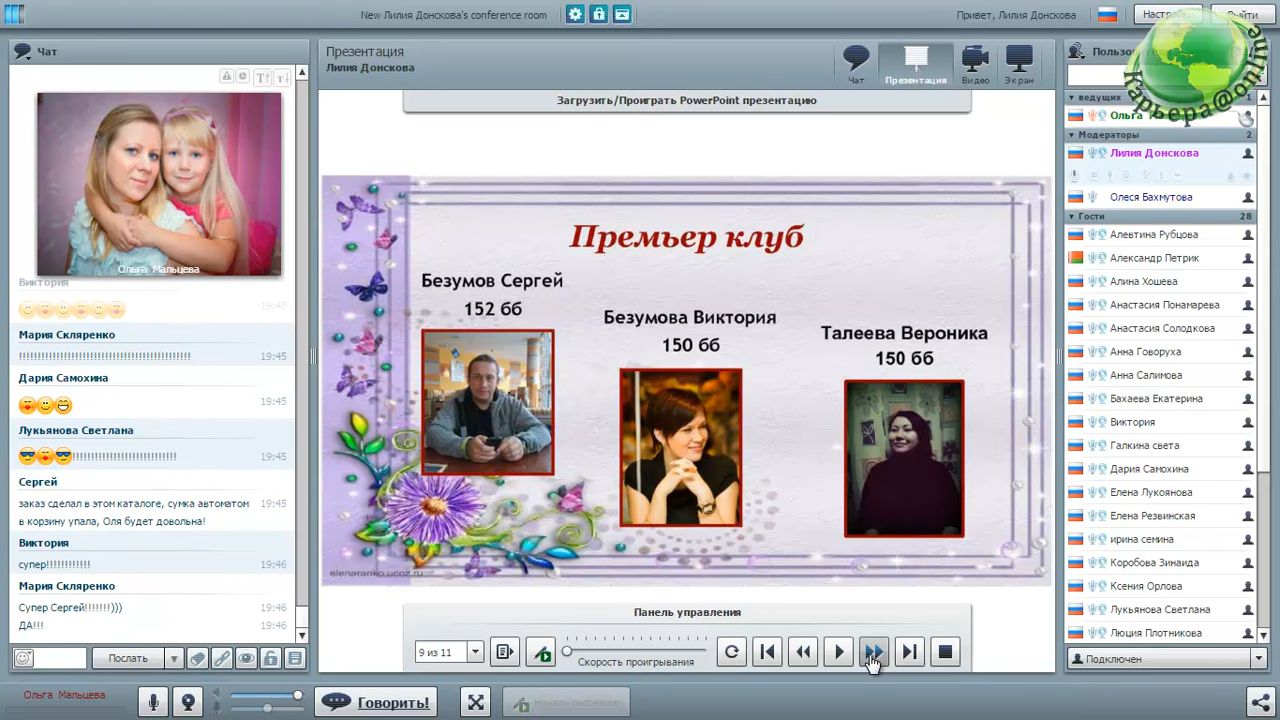 New Лилия Донскова's conference room
Привет, Лилия Донскова
Выйти
Чат
Ольга Мальцева
Виктория
19:45
Мария Скляренко
!!!!!!!!!!!!!!!!!!!!!!!!!!!!!!!!!!!!!!!!!!!! 19:45
Дария Самохина
19:45
Лукьянова Светлана
!!!!!!!!!!!!!!!!!!!!!!!!!!! 19:45
Сергей
заказ сделал в этом каталоге, сумка автоматом 19:45
в корзину упала, Оля будет довольна!
Виктория
супер!!!!!!!!!!!! 19:46
Мария Скляренко
Супер Сергей!!!!!!!))) 19:46
ДА!!! 19:46
Послать
Презентация
Лилия Донскова
Чат
Презентация
Видео
Экран
Загрузить/Проиграть PowerPoint презентацию
Премьер клуб
Безумов Сергей
152 бб
Безумова Виктория
150 бб
Талеева Вероника
150 бб
elenaranko.ucoz.ru
Панель управления
9 из 11
Скорость проигрывания
Карьера@online
ведущих 1
Модераторы 2
Лилия Донскова
Олеся Бахмутова
Гости 28
Алевтина Рубцова
Александр Петрик
Алина Хошева
Анастасия Понамарева
Анастасия Солодкова
Анна Говоруха
Анна Салимова
Бахаева Екатерина
Виктория
Галкина света
Дария Самохина
Елена Лукоянова
Елена Резвинская
ирина семина
Коробова Зинаида
Ксения Орлова
Лукьянова Светлана
Люция Плотникова
Подключен
Ольга Мальцева
Говорить!